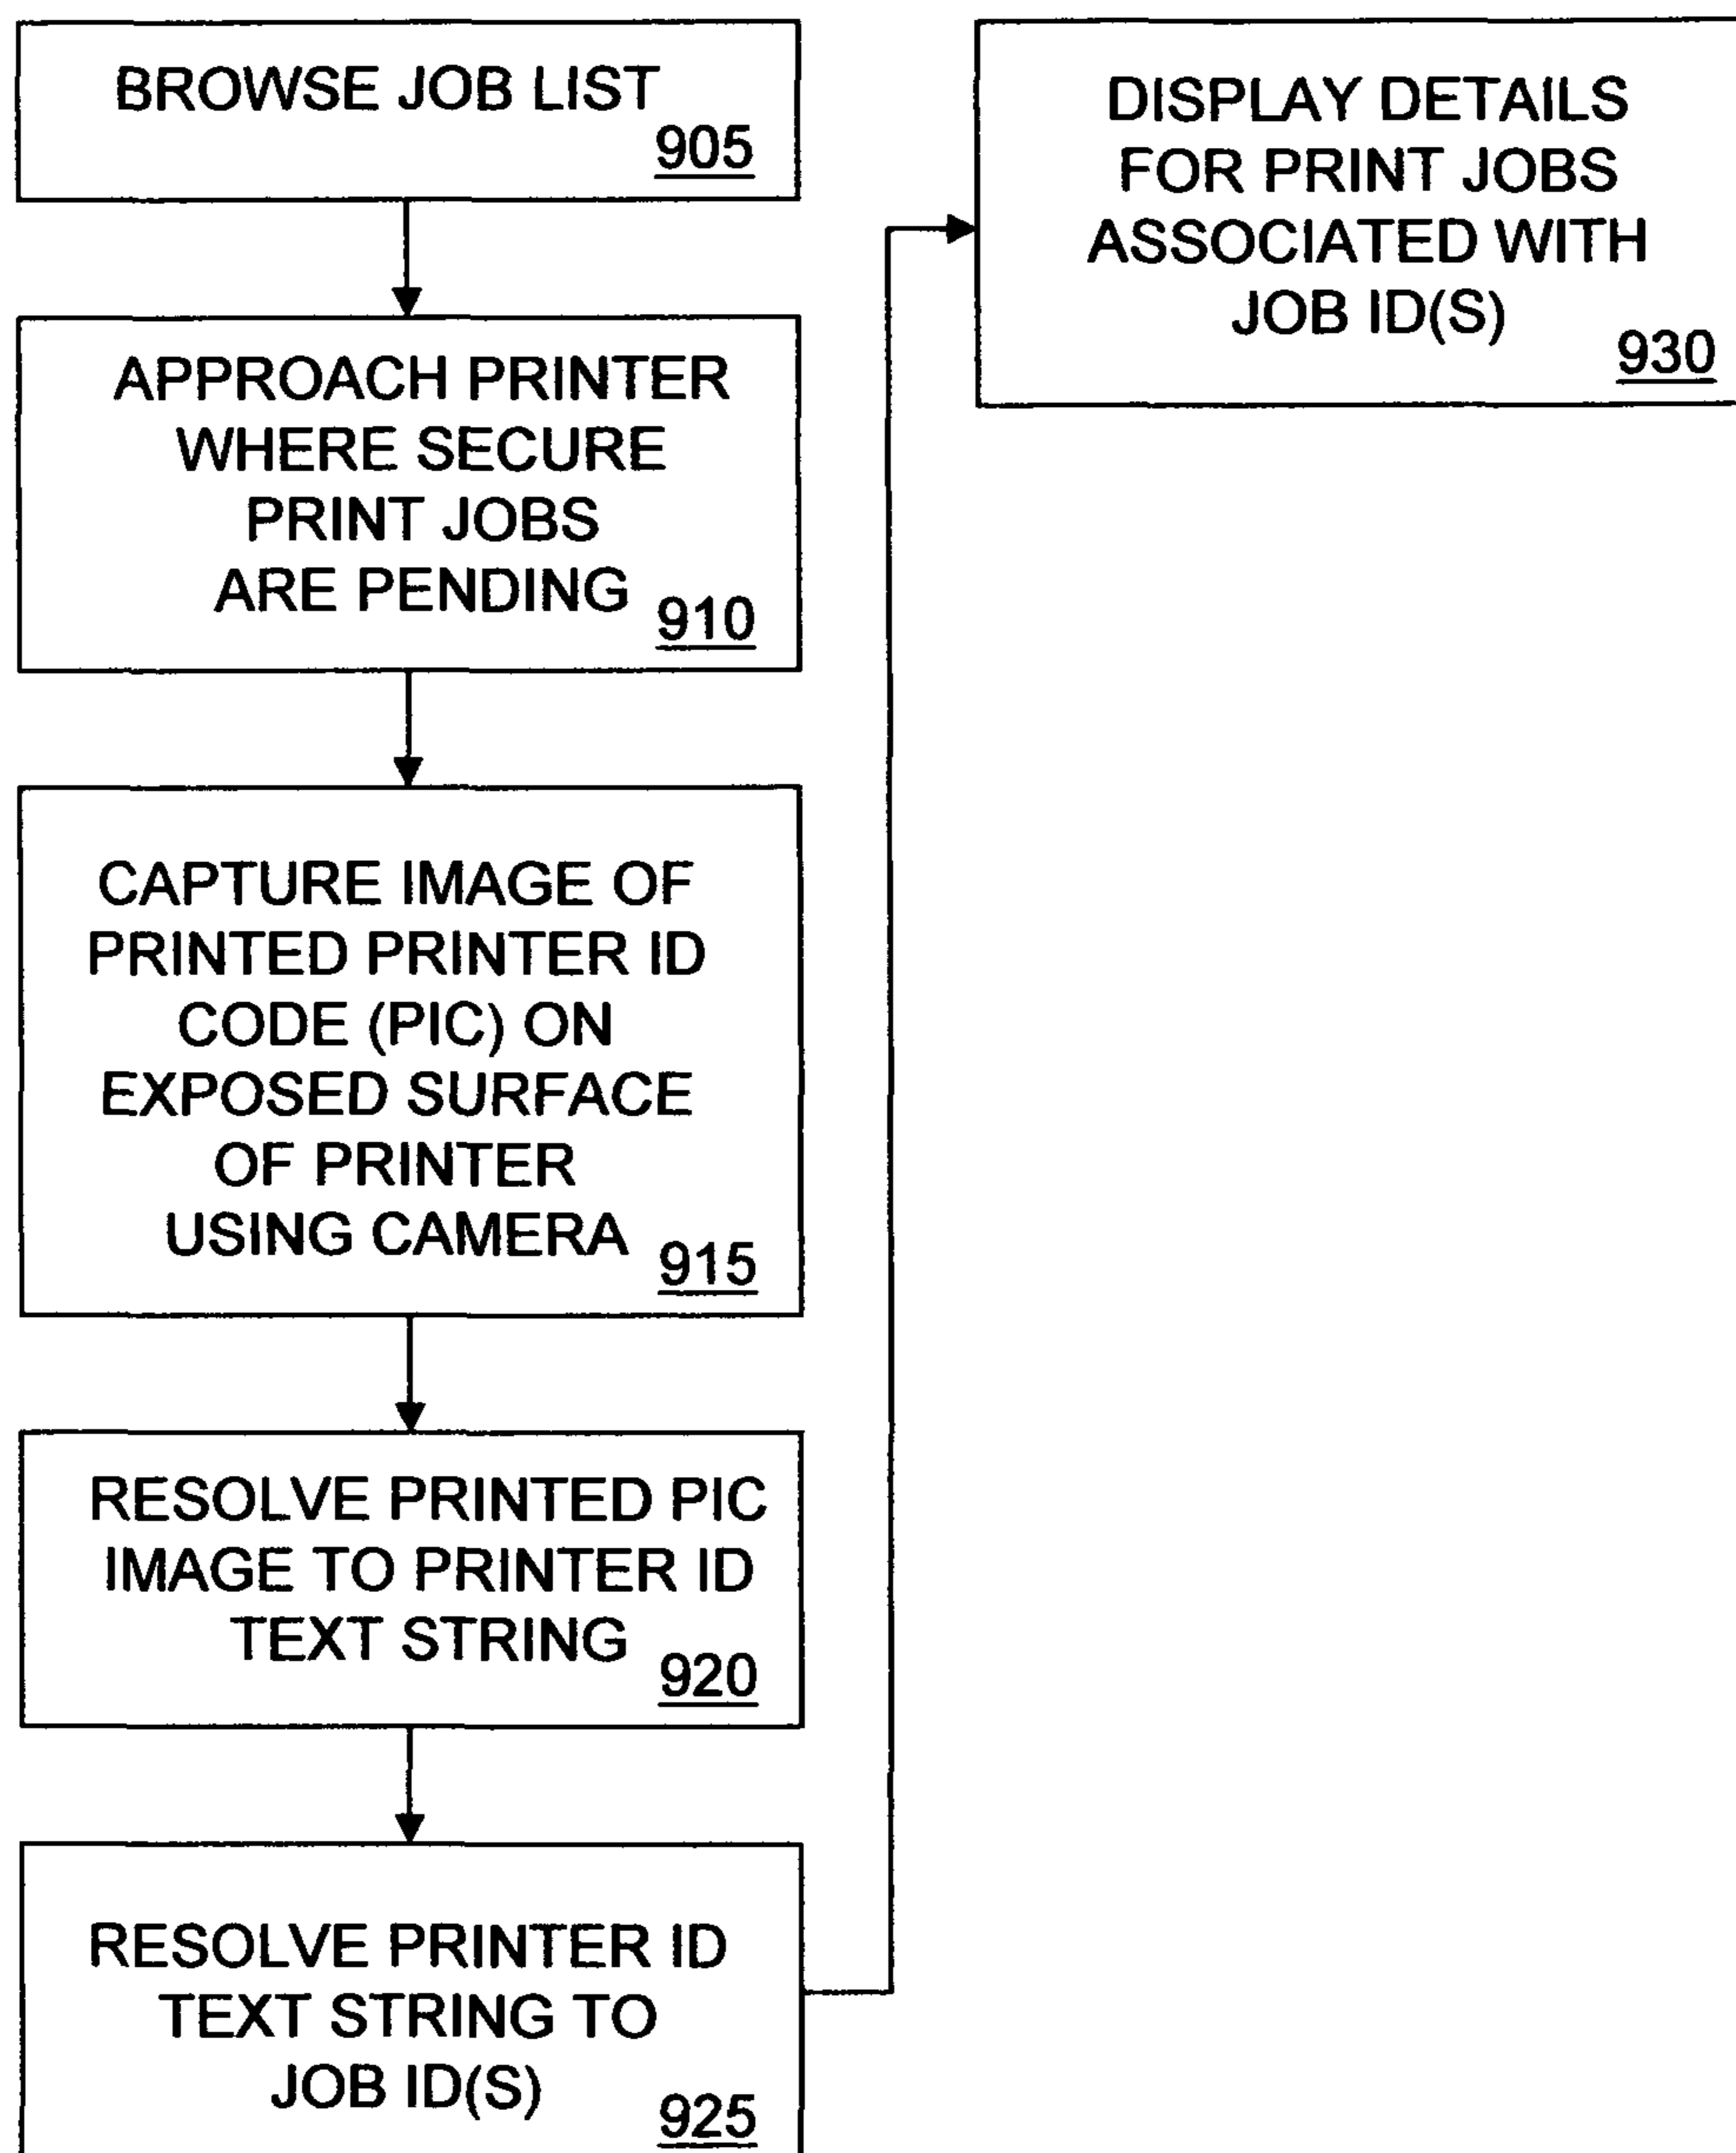 BROWSE JOB LIST
905
APPROACH PRINTER
WHERE SECURE
PRINT JOBS
ARE PENDING
910
CAPTURE IMAGE OF
PRINTED PRINTER ID
CODE (PIC) ON
EXPOSED SURFACE
OF PRINTER
USING CAMERA
915
RESOLVE PRINTED PIC
IMAGE TO PRINTER ID
TEXT STRING
920
RESOLVE PRINTER ID
TEXT STRING TO
JOB ID(S)
925
DISPLAY DETAILS
FOR PRINT JOBS
ASSOCIATED WITH
JOB ID(S)
930